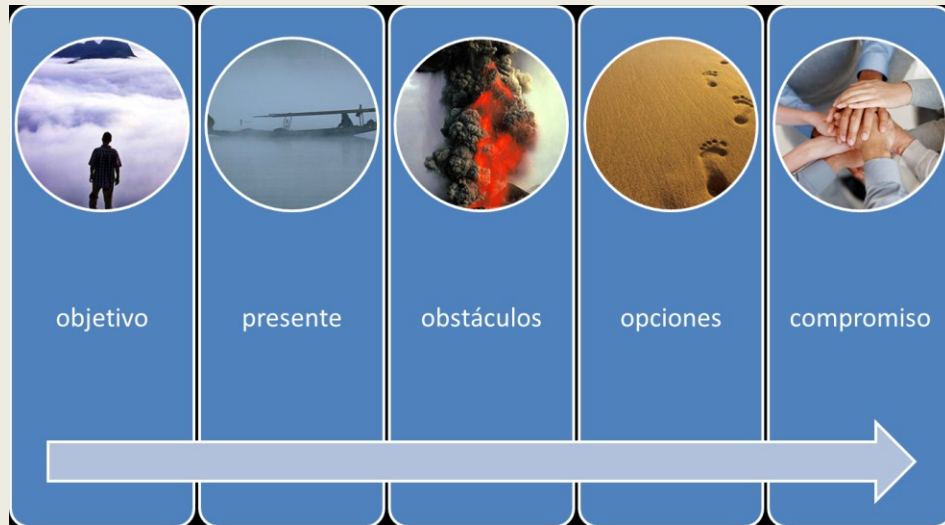 objetivo
presente
obstáculos
opciones
compromiso